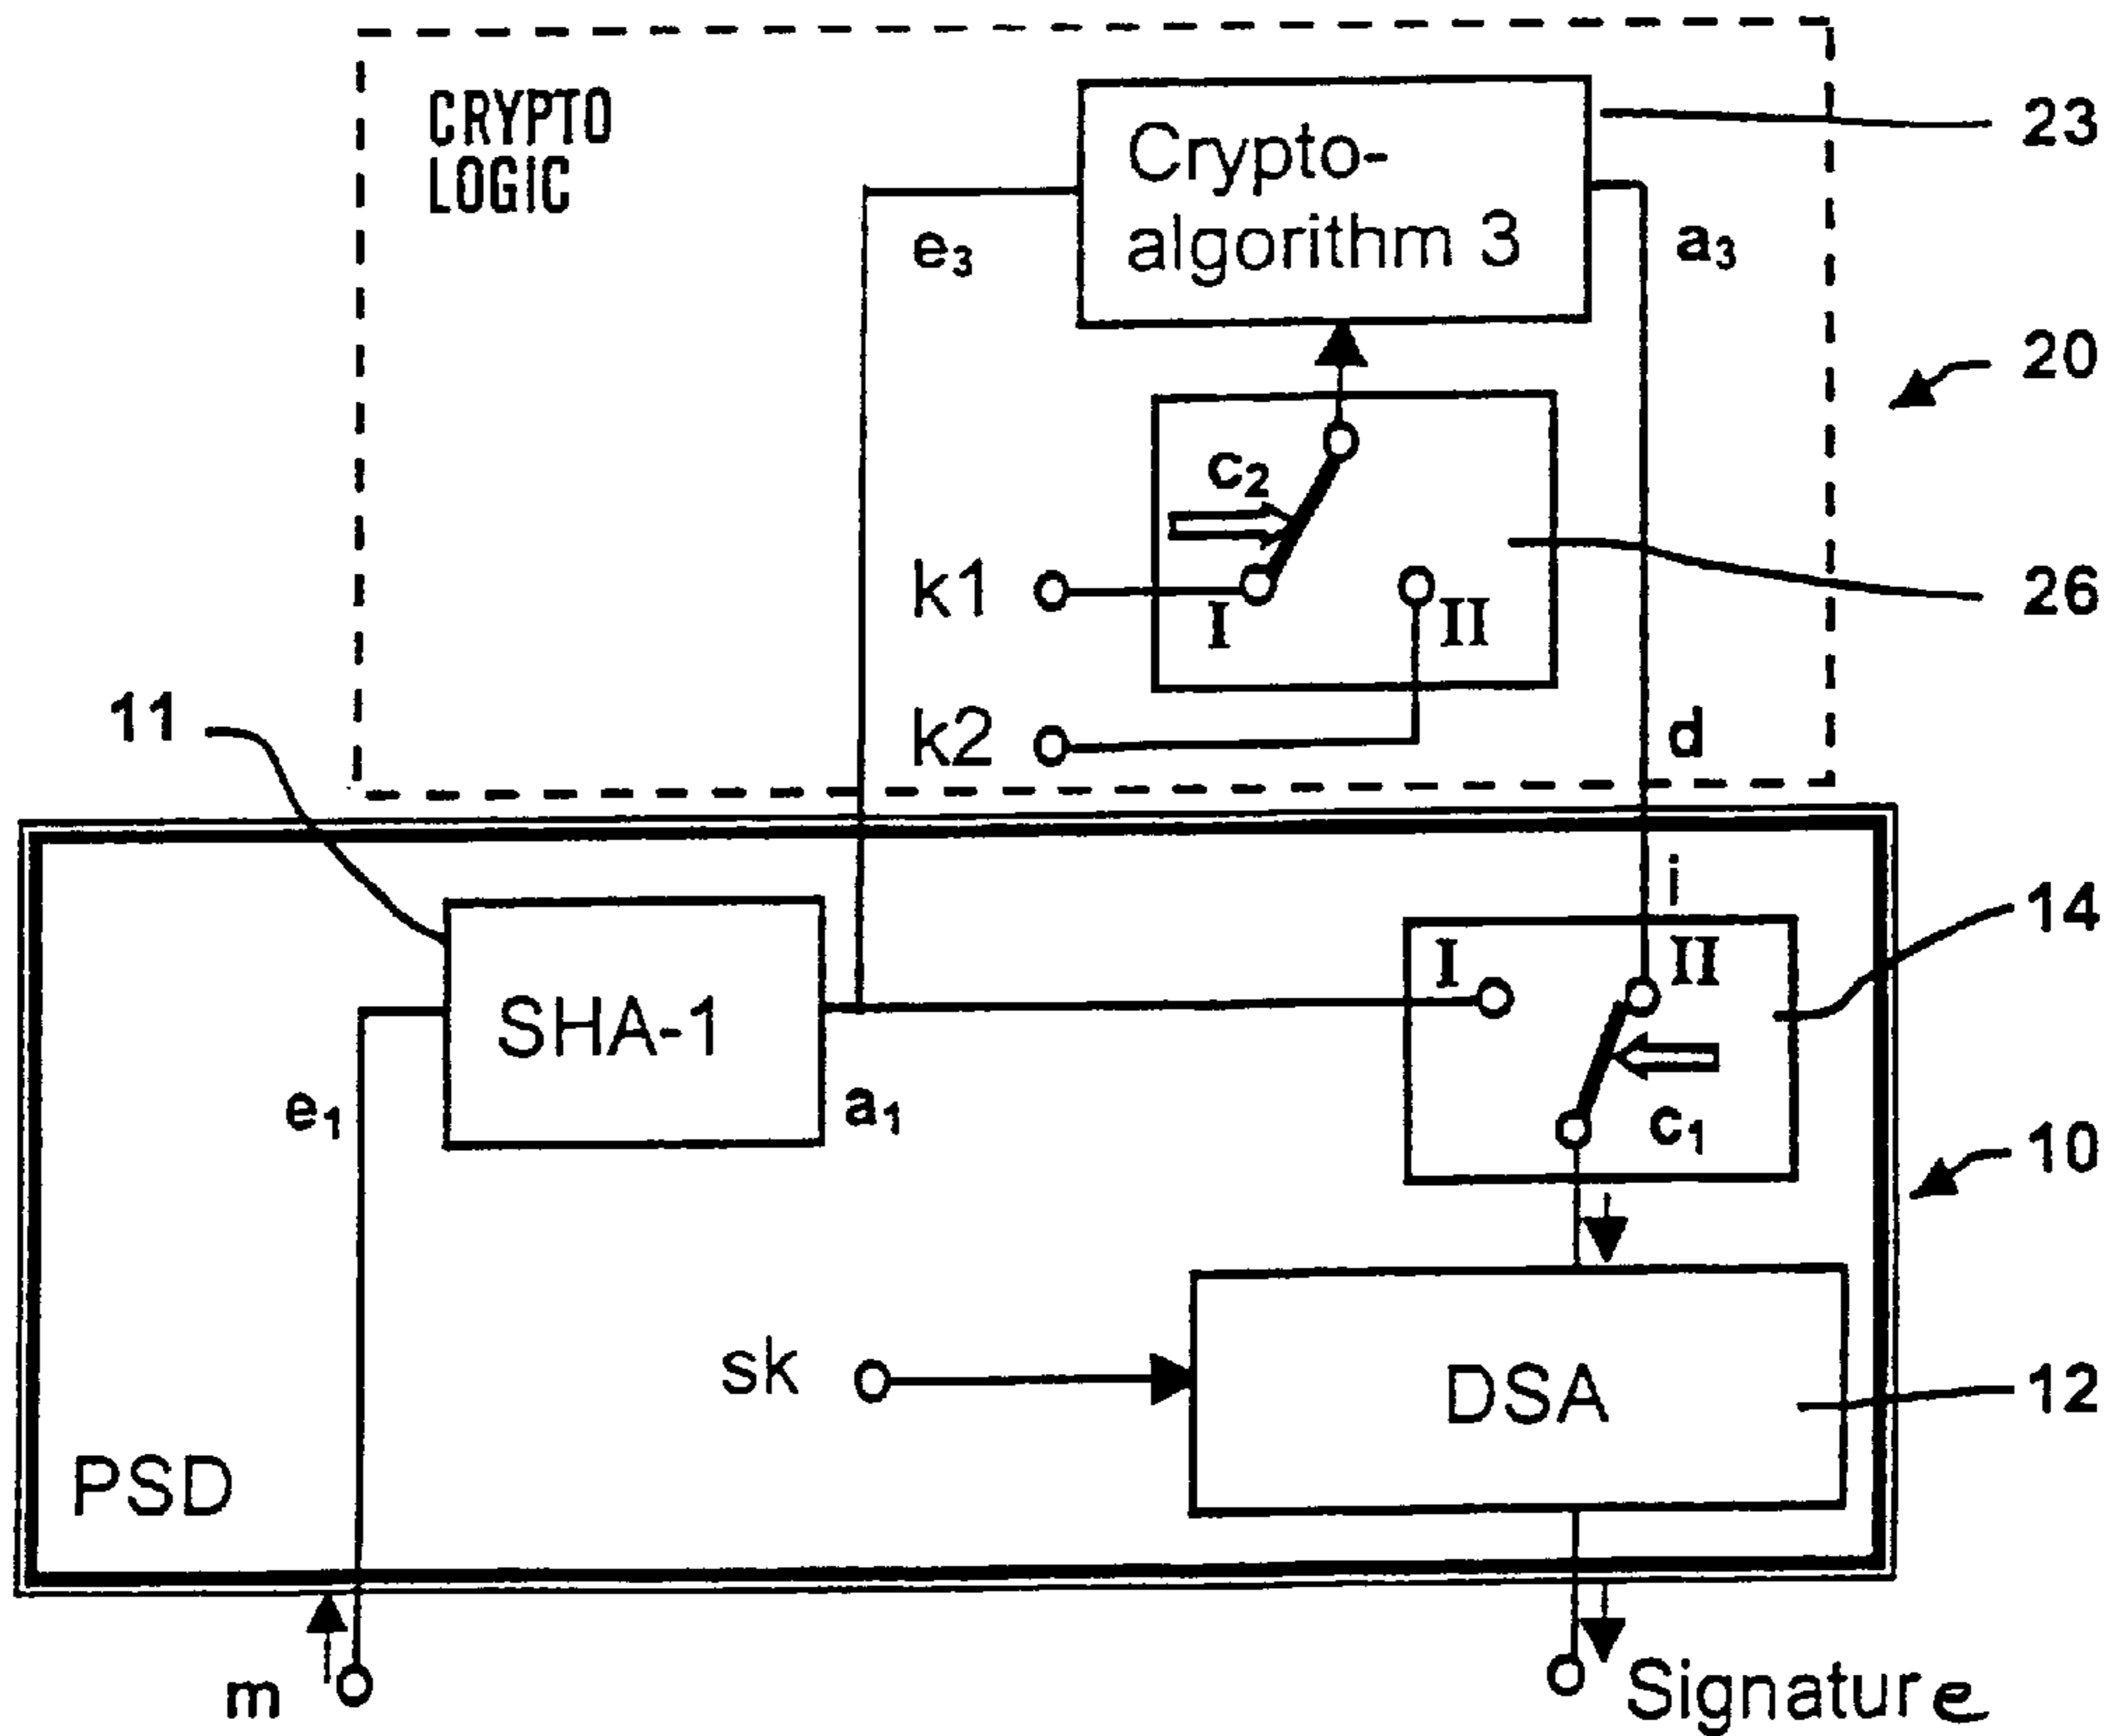 CRYPTO
LOGIC
Crypto-
algorithm 3
e₃
a₃
23
20
c₂
k1
I
II
26
k2
d
11
i
I
II
14
SHA-1
e₁
a₁
c₁
10
sk
DSA
12
PSD
m
Signature